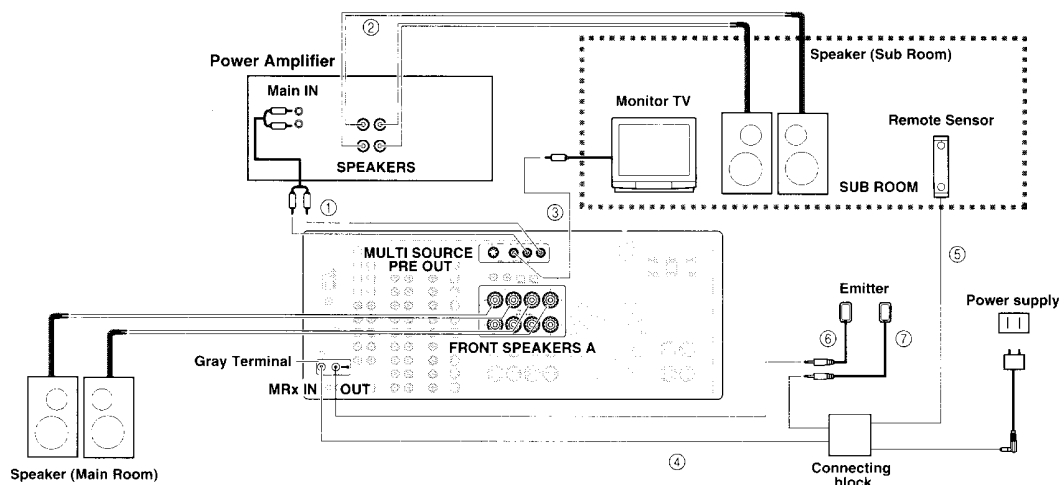 ②
Power Amplifier
Main IN
SPEAKERS
Speaker (Sub Room)
Monitor TV
Remote Sensor
SUB ROOM
①
③
MULTI SOURCE
PRE OUT
⑤
Emitter
Power supply
⑥
⑦
FRONT SPEAKERS A
Gray Terminal
MRx IN
OUT
Speaker (Main Room)
④
Connecting
block